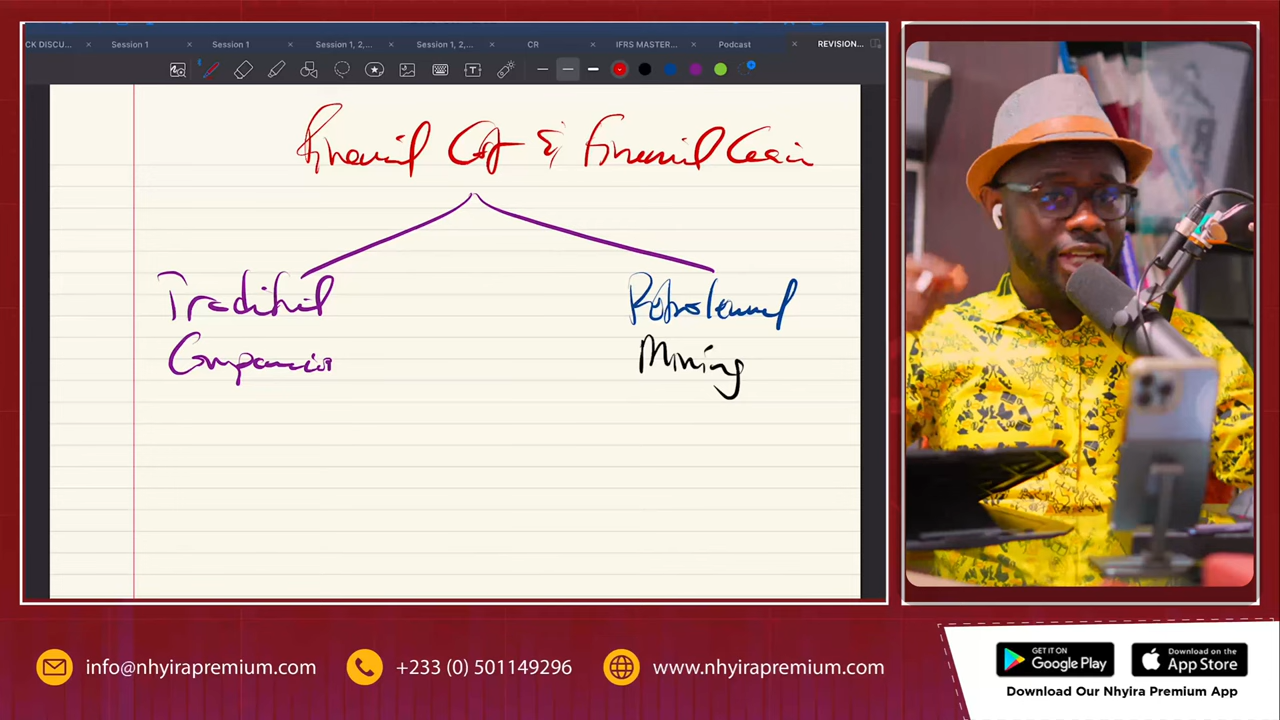 CK DISCU...
Session 1
Session 1
Session 1, 2,...
Session 1, 2,...
CR
IFRS MASTER...
Podcast
REVISION...
Financial Cost & Financial Gain
Traditional
Companies
Petroleum
Mining
info@nhyirapremium.com
+233 (0) 501149296
www.nhyirapremium.com
GET IT ON
Google Play
Download on the
App Store
Download Our Nhyira Premium App